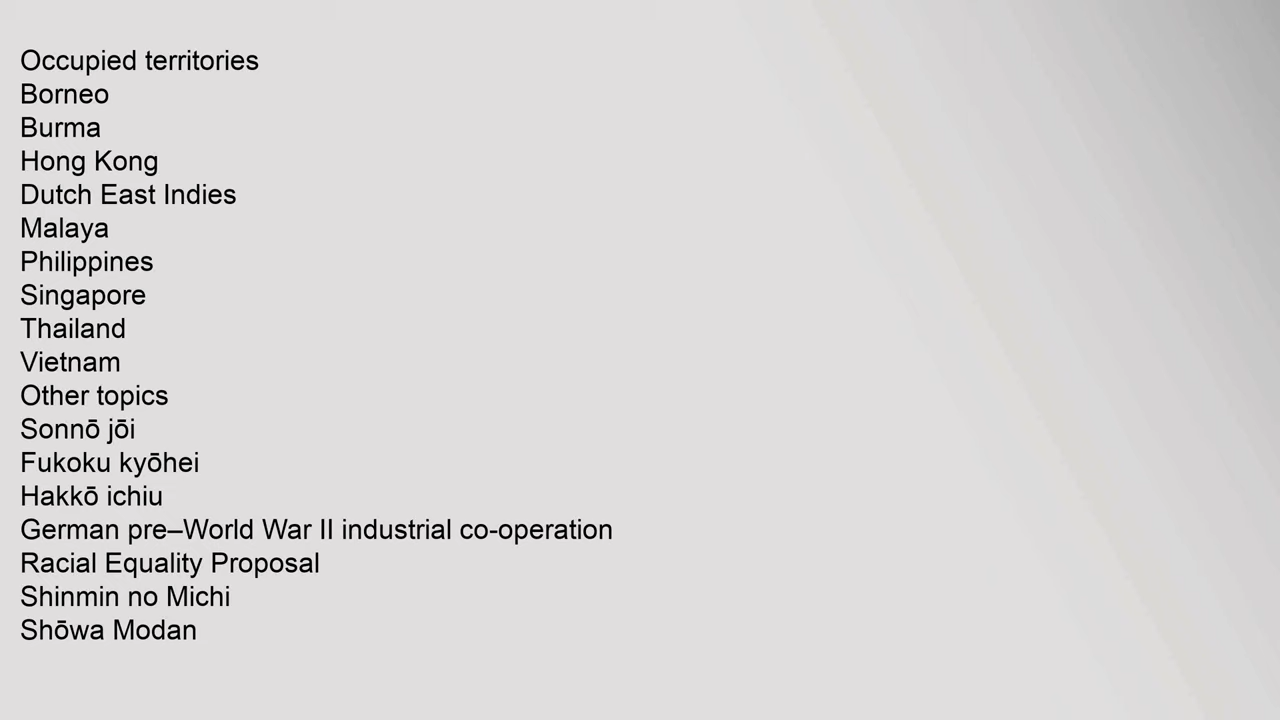 Occupied territories
Borneo
Burma
Hong Kong
Dutch East Indies
Malaya
Philippines
Singapore
Thailand
Vietnam
Other topics
Sonnō jōi
Fukoku kyōhei
Hakkō ichiu
German pre–World War II industrial co-operation
Racial Equality Proposal
Shinmin no Michi
Shōwa Modan